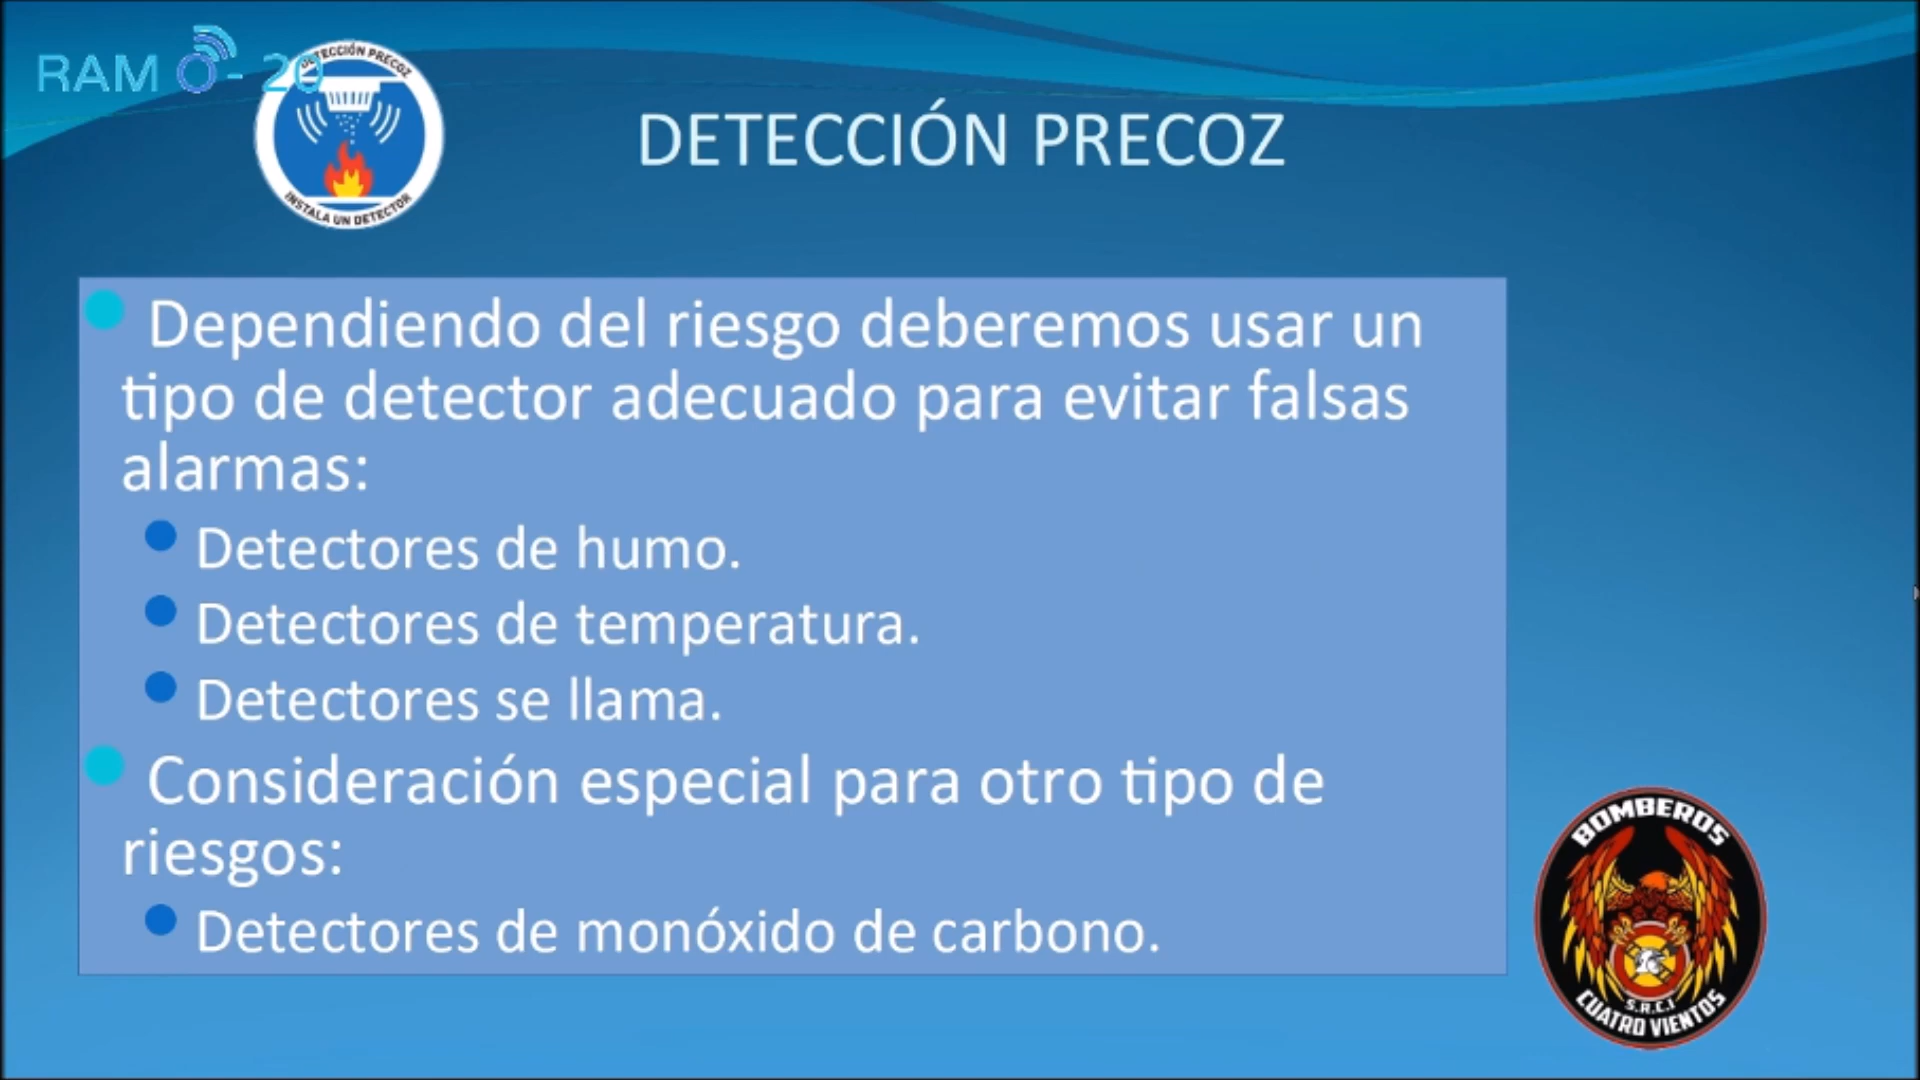 RAM O - 20
DETECCIÓN PRECOZ
INSTALA UN DETECTOR
DETECCIÓN PRECOZ
Dependiendo del riesgo deberemos usar un
tipo de detector adecuado para evitar falsas
alarmas:
Detectores de humo.
Detectores de temperatura.
Detectores se llama.
Consideración especial para otro tipo de
riesgos:
Detectores de monóxido de carbono.
BOMBEROS
S.R.C.I
CUATRO VIENTOS